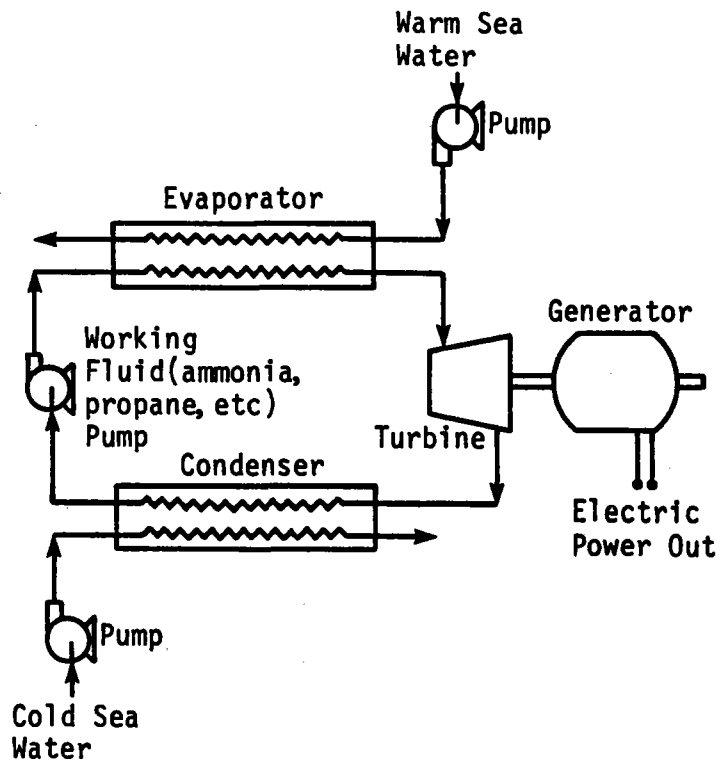 Warm Sea
Water
Pump
Evaporator
Generator
Working
Fluid(ammonia,
propane, etc)
Pump
Turbine
Condenser
Electric
Power Out
Pump
Cold Sea
Water